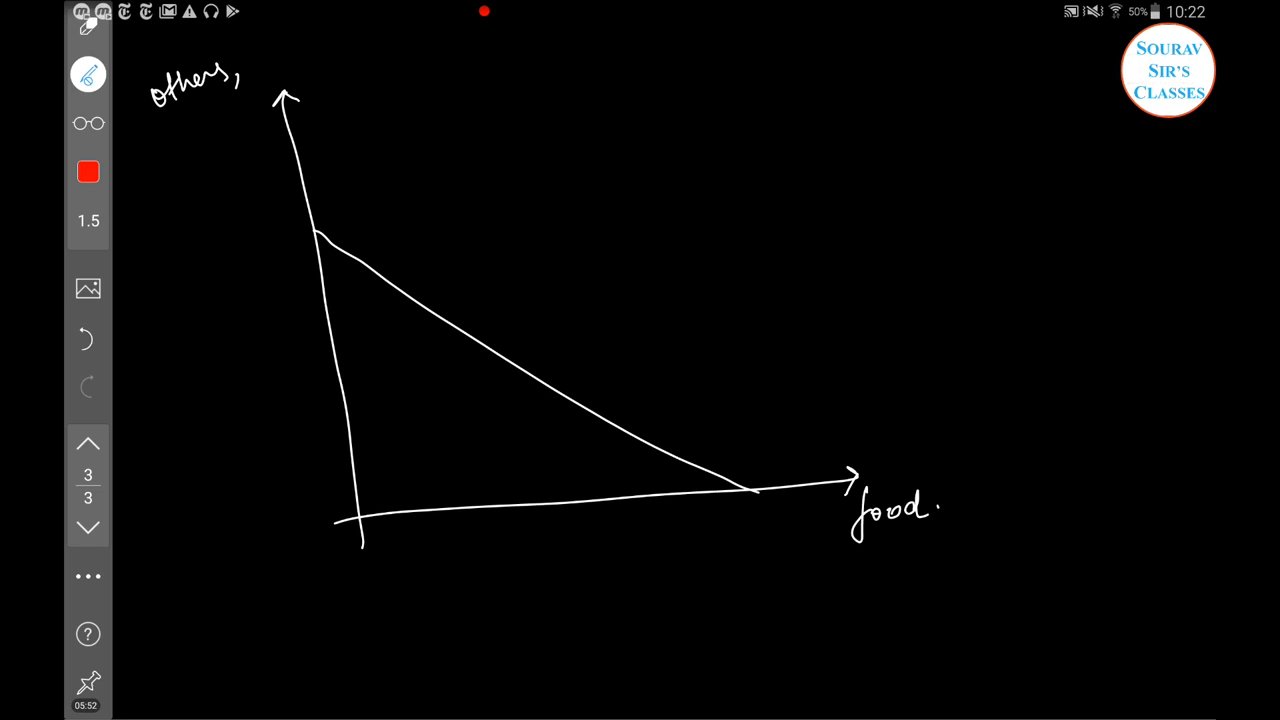 50% 10:22
SOURAV
SIR'S
CLASSES
others,
1.5
3
3
food.
?
05:52